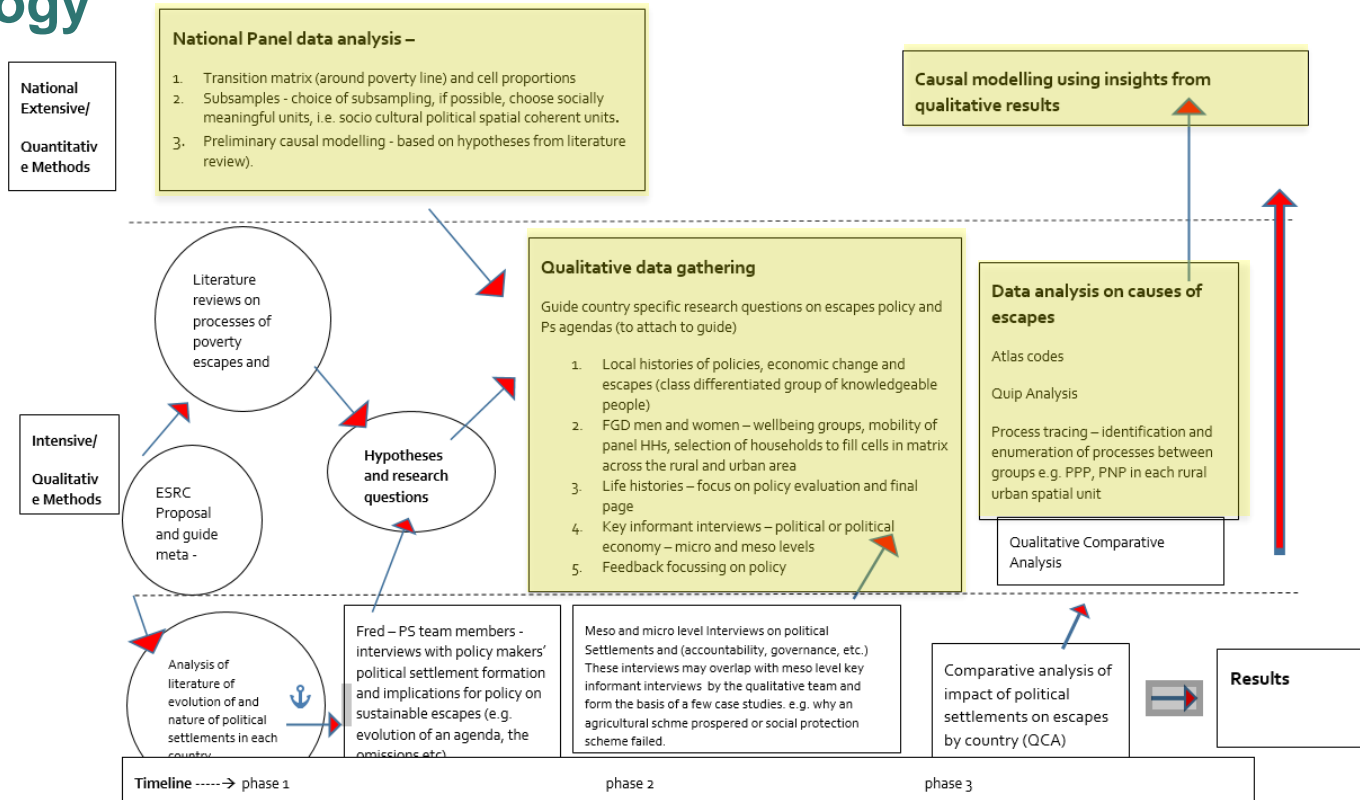 ogy
National Panel data analysis –
1. Transition matrix (around poverty line) and cell proportions
2. Subsamples - choice of subsampling, if possible, choose socially
meaningful units, i.e. socio cultural political spatial coherent units.
3. Preliminary causal modelling - based on hypotheses from literature
review).
National
Extensive/
Quantitativ
e Methods
Causal modelling using insights from
qualitative results
Literature
reviews on
processes of
poverty
escapes and
Intensive/
Qualitativ
e Methods
ESRC
Proposal
and guide
meta -
Hypotheses
and research
questions
Qualitative data gathering
Guide country specific research questions on escapes policy and
Ps agendas (to attach to guide)
1. Local histories of policies, economic change and
escapes (class differentiated group of knowledgeable
people)
2. FGD men and women – wellbeing groups, mobility of
panel HHs, selection of households to fill cells in matrix
across the rural and urban area
3. Life histories – focus on policy evaluation and final
page
4. Key informant interviews – political or political
economy – micro and meso levels
5. Feedback focussing on policy
Data analysis on causes of
escapes
Atlas codes
Quip Analysis
Process tracing – identification and
enumeration of processes between
groups e.g. PPP, PNP in each rural
urban spatial unit
Qualitative Comparative
Analysis
Analysis of
literature of
evolution of and
nature of political
settlements in each
country
Fred – PS team members -
interviews with policy makers'
political settlement formation
and implications for policy on
sustainable escapes (e.g.
evolution of an agenda, the
omissions etc)
Meso and micro level Interviews on political
Settlements and (accountability, governance, etc.)
These interviews may overlap with meso level key
informant interviews by the qualitative team and
form the basis of a few case studies. e.g. why an
agricultural schme prospered or social protection
scheme failed.
Comparative analysis of
impact of political
settlements on escapes
by country (QCA)
Results
Timeline -----→ phase 1 phase 2 phase 3